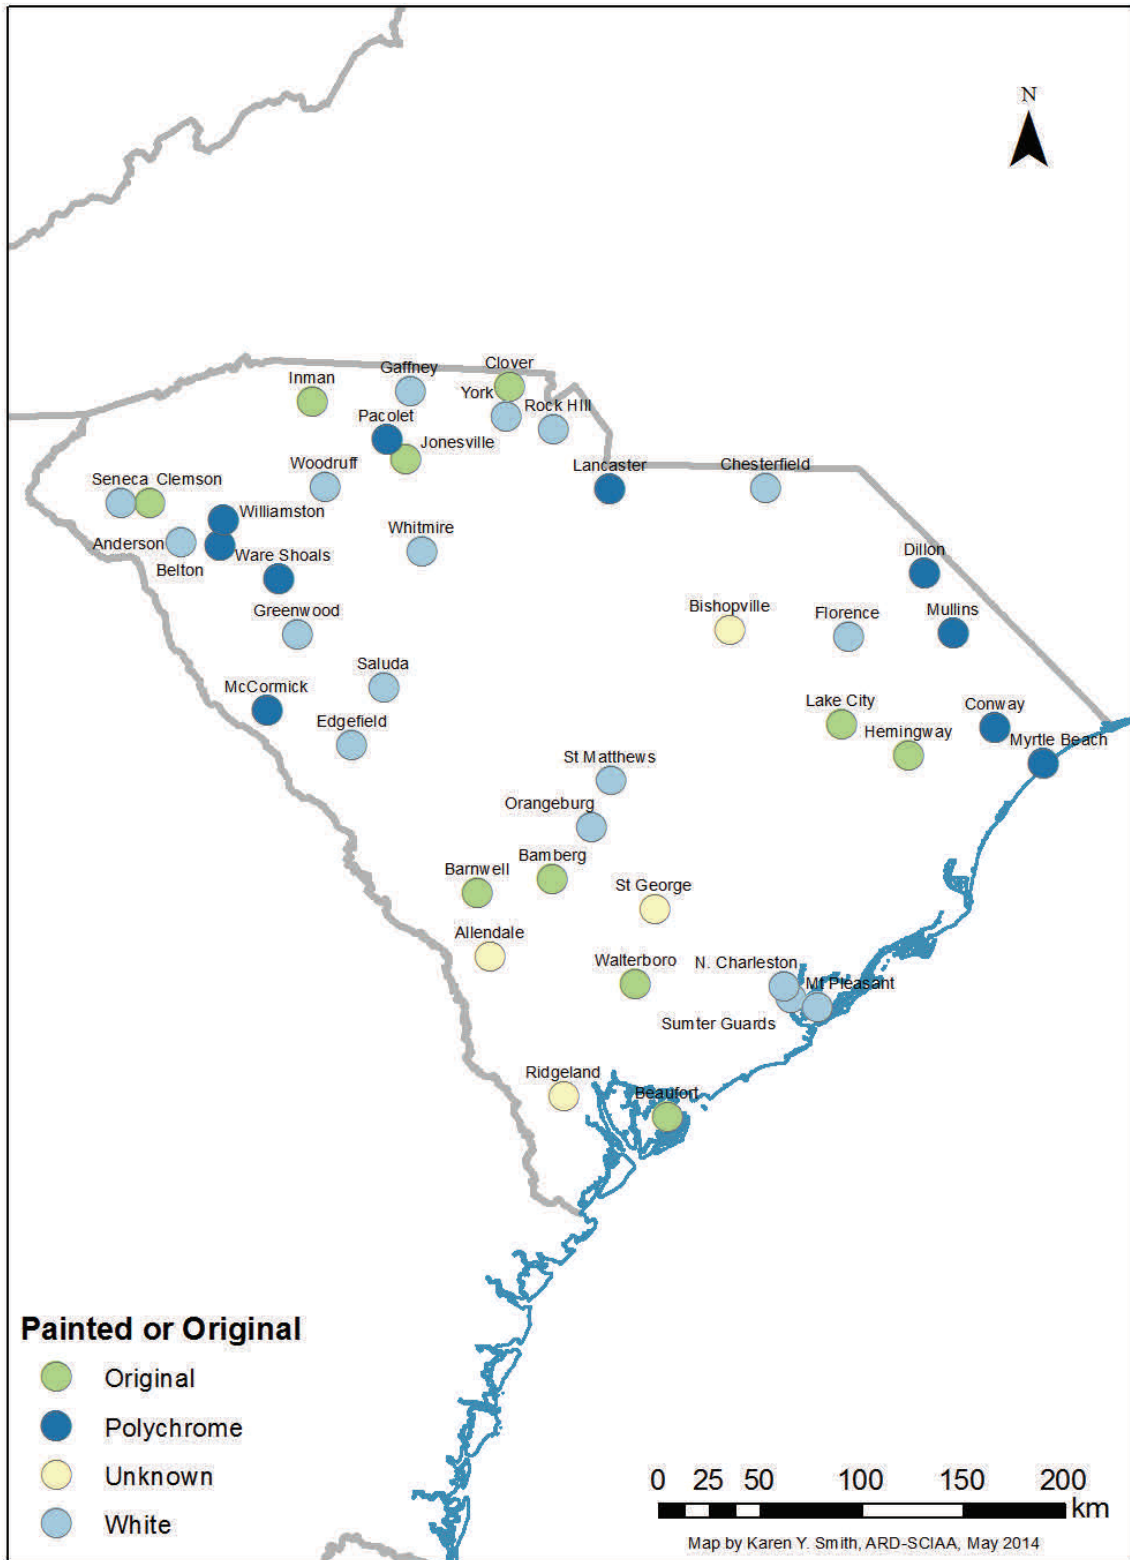 N
Clover
Gaffney
Inman
York
Rock HIll
Pacolet
Jonesville
Woodruff
Lancaster
Chesterfield
Seneca
Clemson
Williamston
Whitmire
Anderson
Ware Shoals
Belton
Dillon
Greenwood
Bishopville
Florence
Mullins
Saluda
McCormick
Lake City
Conway
Edgefield
Hemingway
Myrtle Beach
St Matthews
Orangeburg
Bamberg
Barnwell
St George
Allendale
Walterboro
N. Charleston
Mt Pleasant
Sumter Guards
Ridgeland
Beaufort
Painted or Original
Original
Polychrome
Unknown
White
0 25 50 100 150 200
km
Map by Karen Y. Smith, ARD-SCIAA, May 2014